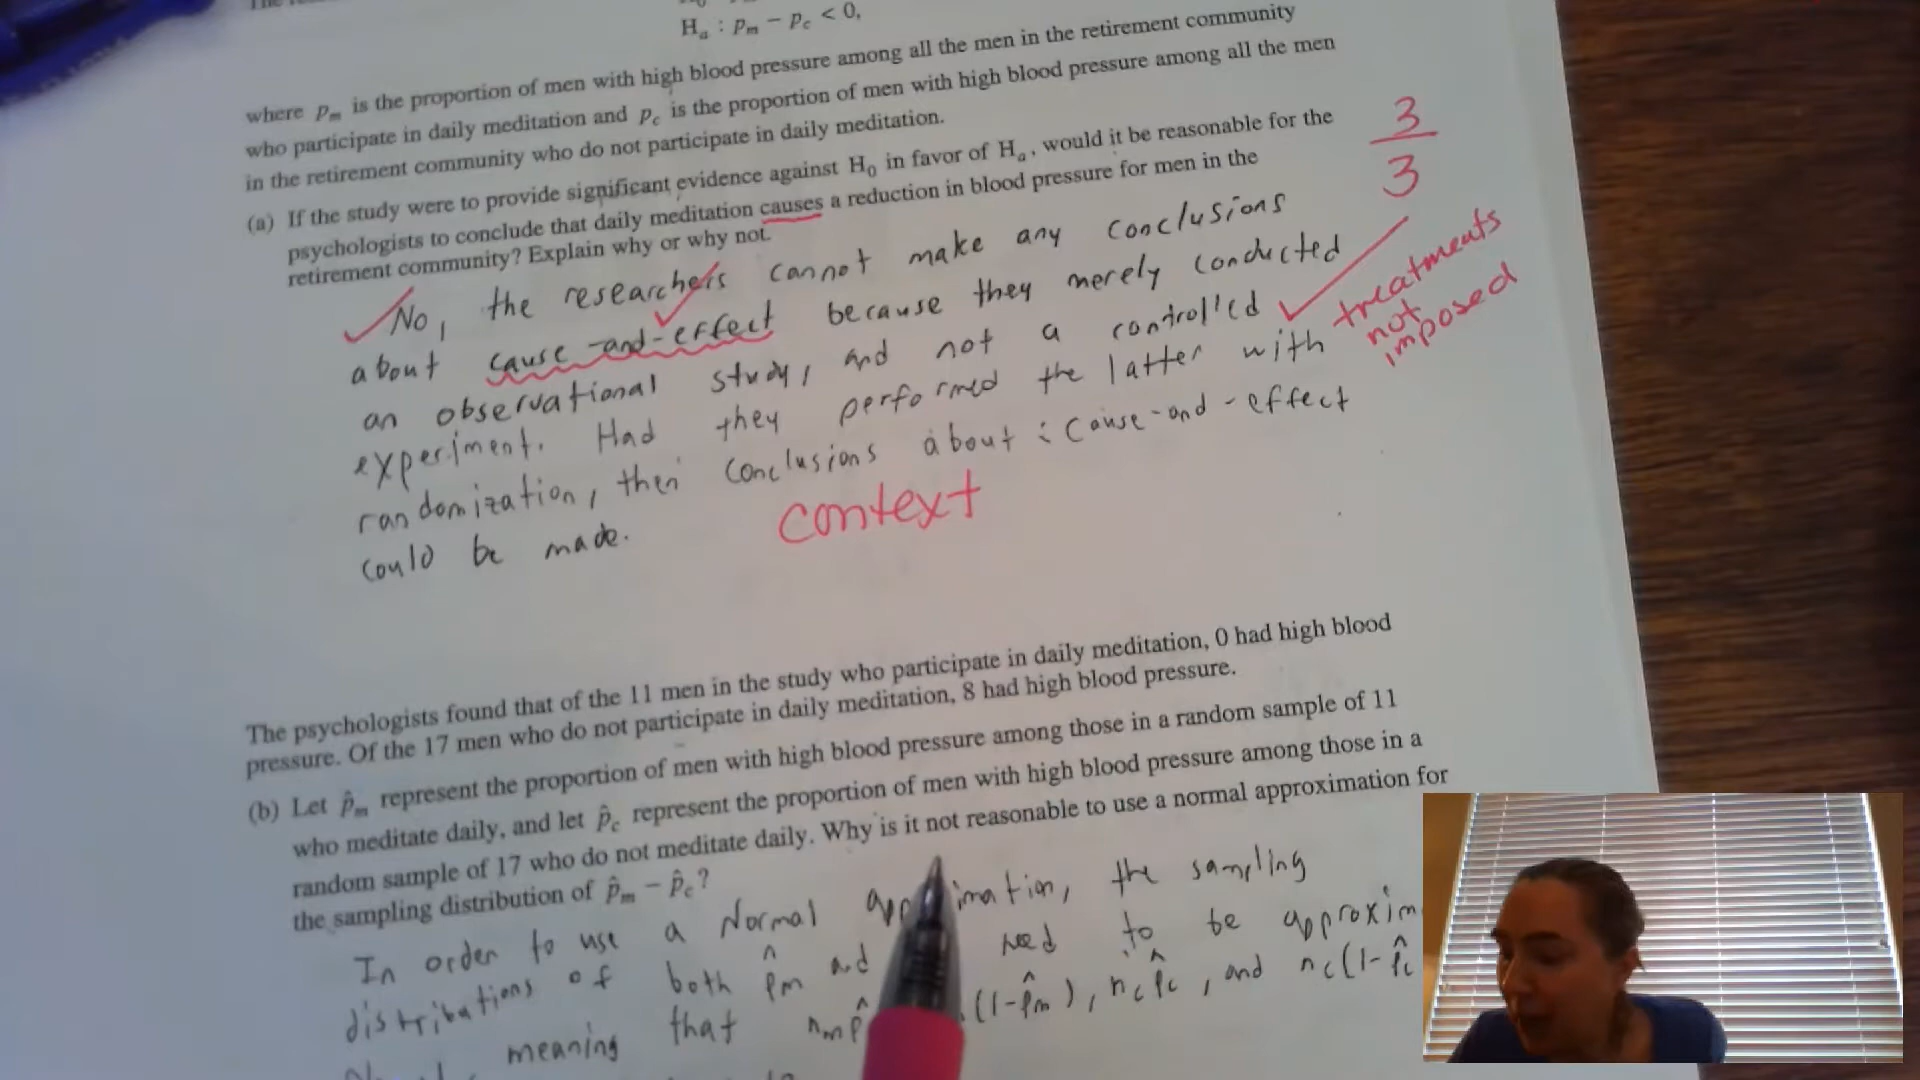 Hₐ : pₘ − p꜀ < 0,
where pₘ is the proportion of men with high blood pressure among all the men in the retirement community
who participate in daily meditation and p꜀ is the proportion of men with high blood pressure among all the men
in the retirement community who do not participate in daily meditation.
(a) If the study were to provide significant evidence against H₀ in favor of Hₐ, would it be reasonable for the
psychologists to conclude that daily meditation causes a reduction in blood pressure for men in the
retirement community? Explain why or why not.
3
3
No, the researchers cannot make any conclusions
about cause-and-effect because they merely conducted
an observational study, and not a controlled
experiment. Had they performed the latter with
randomization, then conclusions about cause-and-effect
could be made.
treatments
not
imposed
context
The psychologists found that of the 11 men in the study who participate in daily meditation, 0 had high blood
pressure. Of the 17 men who do not participate in daily meditation, 8 had high blood pressure.
(b) Let p̂ₘ represent the proportion of men with high blood pressure among those in a random sample of 11
who meditate daily, and let p̂꜀ represent the proportion of men with high blood pressure among those in a
random sample of 17 who do not meditate daily. Why is it not reasonable to use a normal approximation for
the sampling distribution of p̂ₘ − p̂꜀?
In order to use a Normal approximation, the sampling
distributions of both p̂m and need to be approxim
meaning that (1-p̂m), ncp̂c, and nc(1-p̂c